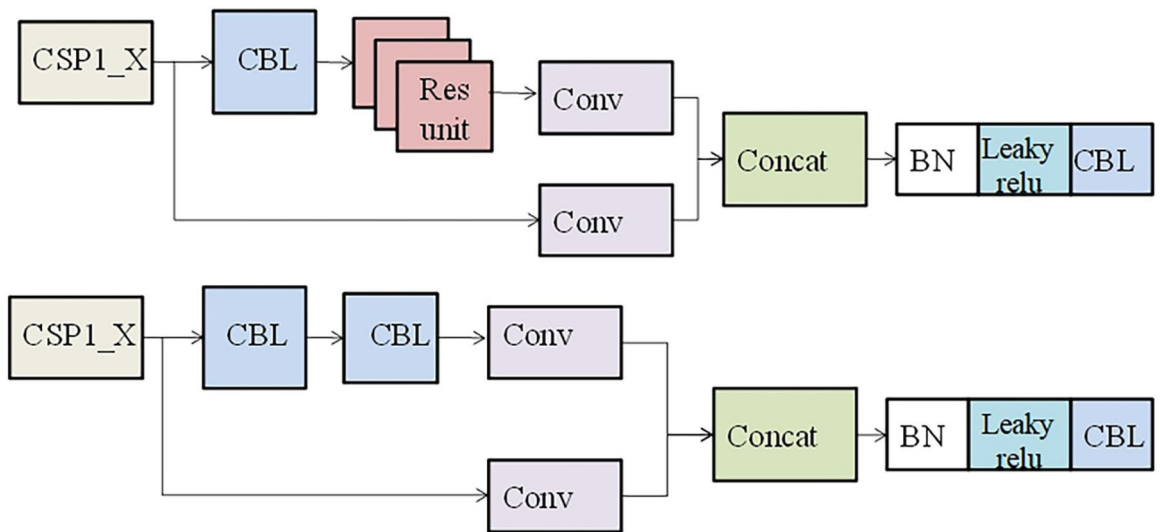 CSP1_X
CBL
Res
unit
Conv
Conv
Concat
BN
Leaky
relu
CBL
CSP1_X
CBL
CBL
Conv
Conv
Concat
BN
Leaky
relu
CBL